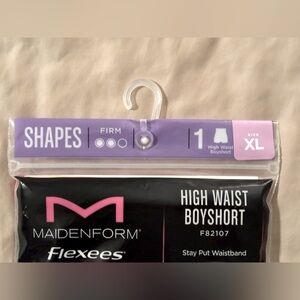 SHAPES FIRM 1 High Waist Boyshort SIZE XL
M
MAIDENFORM®
Flexees
HIGH WAIST
BOYSHORT
F82107
Stay Put Waistband